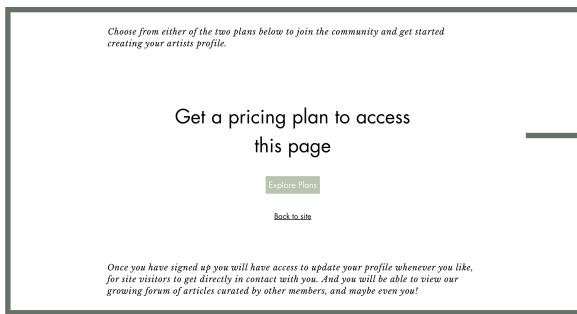 Choose from either of the two plans below to join the community and get started
creating your artists profile.
Get a pricing plan to access
this page
Explore Plans
Back to site
Once you have signed up you will have access to update your profile whenever you like,
for site visitors to get directly in contact with you. And you will be able to view our
growing forum of articles curated by other members, and maybe even you!